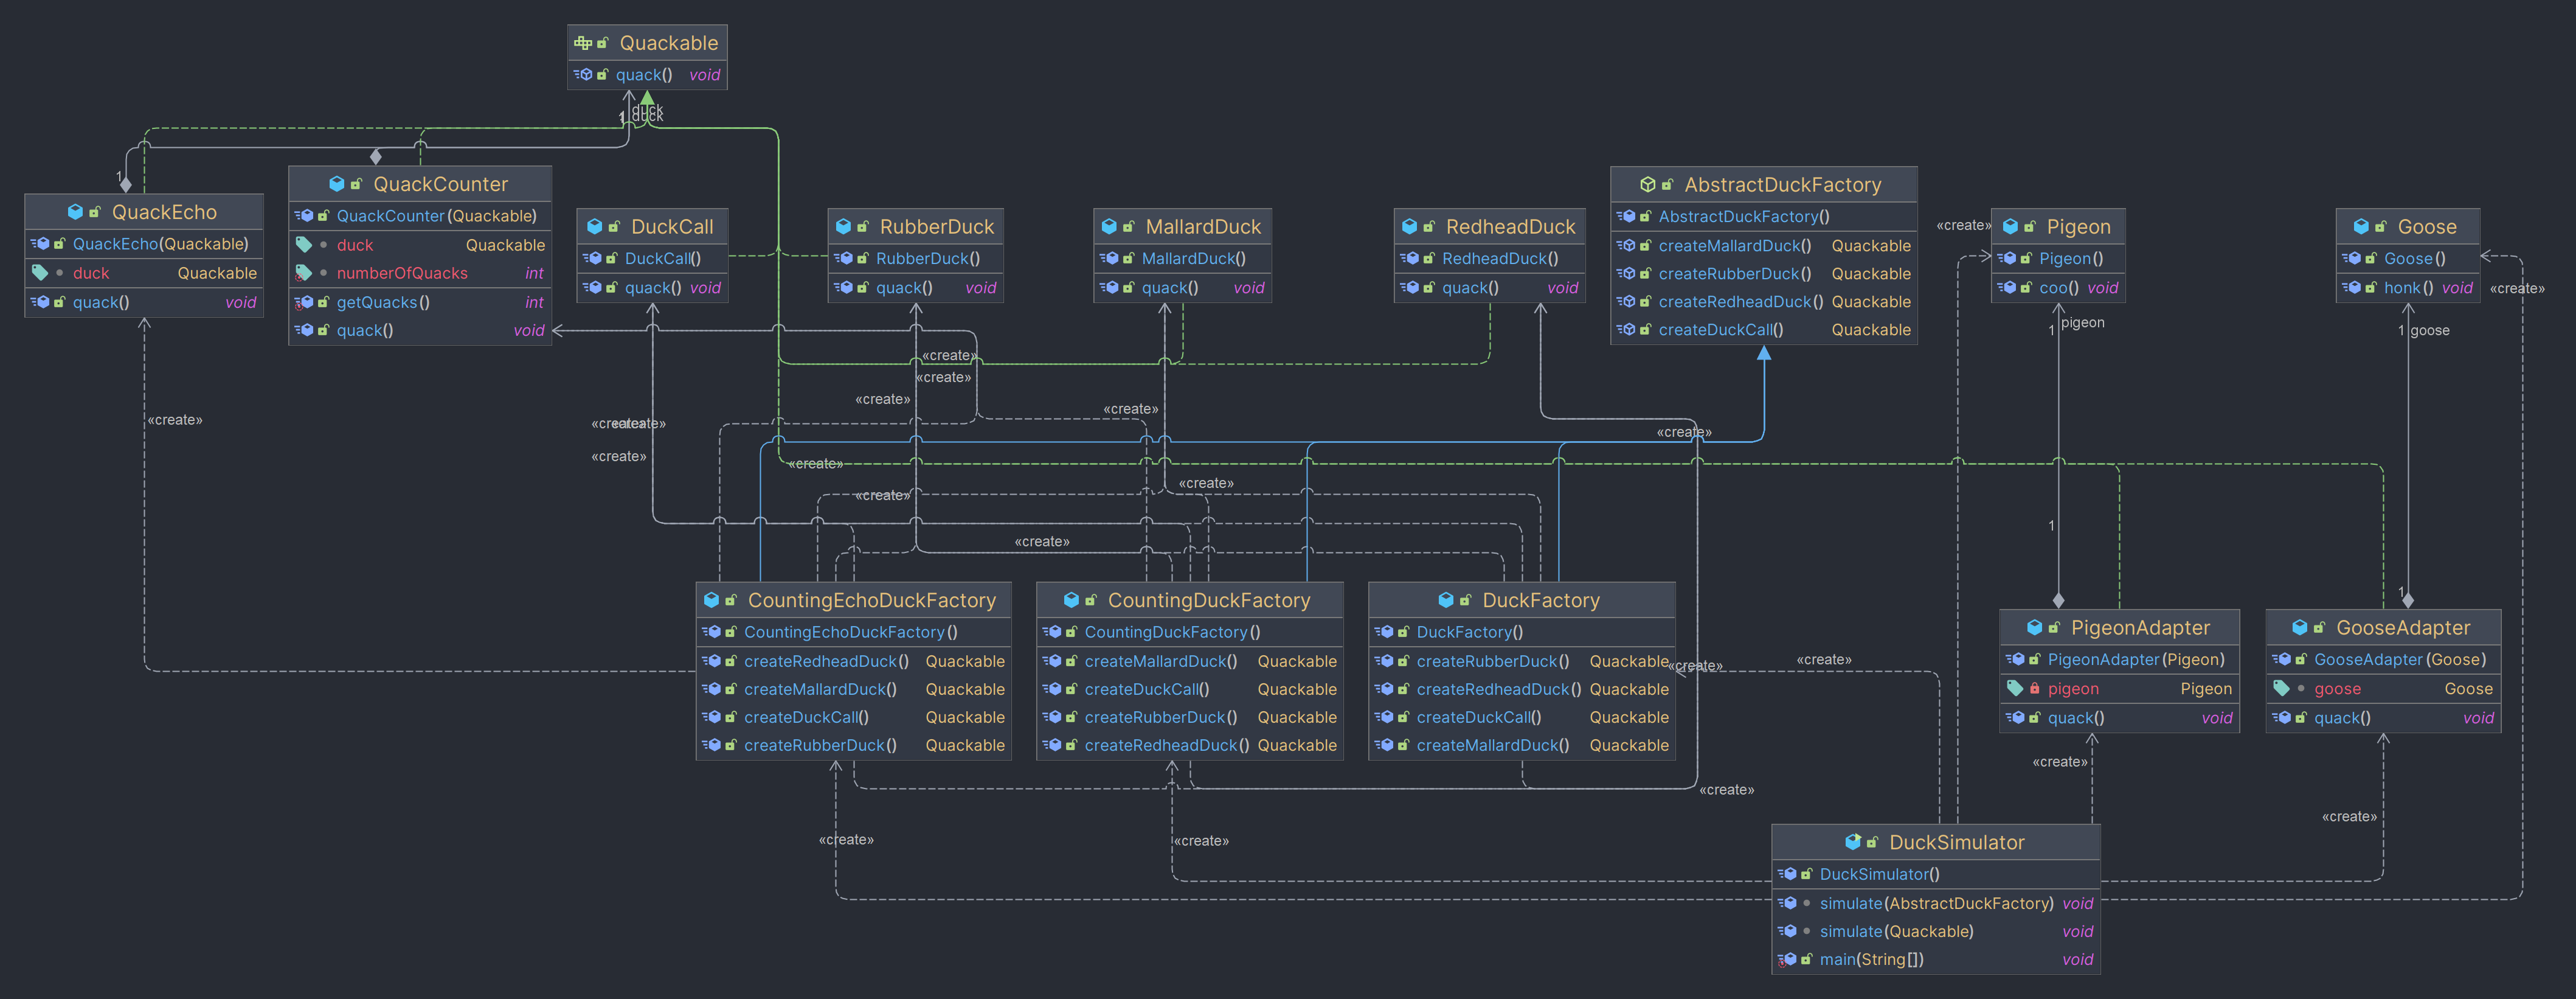 Quackable
quack() void
1 duck
duck
1
QuackEcho
QuackEcho(Quackable)
duck Quackable
quack() void
QuackCounter
QuackCounter(Quackable)
duck Quackable
numberOfQuacks int
getQuacks() int
quack() void
DuckCall
DuckCall()
quack() void
RubberDuck
RubberDuck()
quack() void
MallardDuck
MallardDuck()
quack() void
RedheadDuck
RedheadDuck()
quack() void
AbstractDuckFactory
AbstractDuckFactory()
createMallardDuck() Quackable
createRubberDuck() Quackable
createRedheadDuck() Quackable
createDuckCall() Quackable
«create»
Pigeon
Pigeon()
coo() void
Goose
Goose()
honk() void
«create»
1 pigeon
1 goose
«create»
«create»
«create»
«create»
«create»
«create»
«create»
«create»
«create»
«create»
«create»
«create»
1
«create»
1
CountingEchoDuckFactory
CountingEchoDuckFactory()
createRedheadDuck() Quackable
createMallardDuck() Quackable
createDuckCall() Quackable
createRubberDuck() Quackable
CountingDuckFactory
CountingDuckFactory()
createMallardDuck() Quackable
createDuckCall() Quackable
createRubberDuck() Quackable
createRedheadDuck() Quackable
DuckFactory
DuckFactory()
createRubberDuck() Quackable
createRedheadDuck() Quackable
createDuckCall() Quackable
createMallardDuck() Quackable
«create»
«create»
PigeonAdapter
PigeonAdapter(Pigeon)
pigeon Pigeon
quack() void
GooseAdapter
GooseAdapter(Goose)
goose Goose
quack() void
«create»
«create»
«create»
«create»
«create»
DuckSimulator
DuckSimulator()
simulate(AbstractDuckFactory) void
simulate(Quackable) void
main(String[]) void